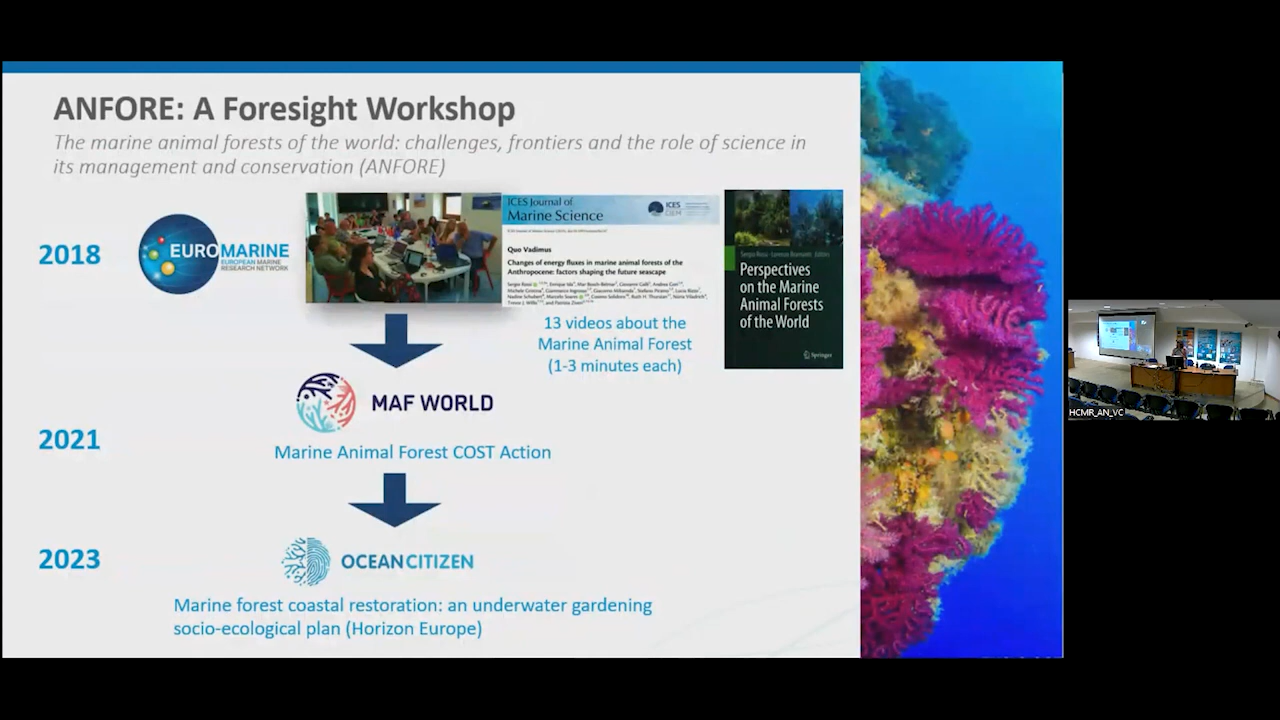 ANFORE: A Foresight Workshop
The marine animal forests of the world: challenges, frontiers and the role of science in
its management and conservation (ANFORE)
2018
EUROMARINE
EUROPEAN MARINE
RESEARCH NETWORK
ICES Journal of
Marine Science
ICES
CIEM
Quo Vadimus
Changes of energy fluxes in marine animal forests of the
Anthropocene: factors shaping the future seascape
13 videos about the
Marine Animal Forest
(1-3 minutes each)
Perspectives
on the Marine
Animal Forests
of the World
Springer
MAF WORLD
2021
Marine Animal Forest COST Action
2023
OCEANCITIZEN
Marine forest coastal restoration: an underwater gardening
socio-ecological plan (Horizon Europe)
HCMR_AN_VC